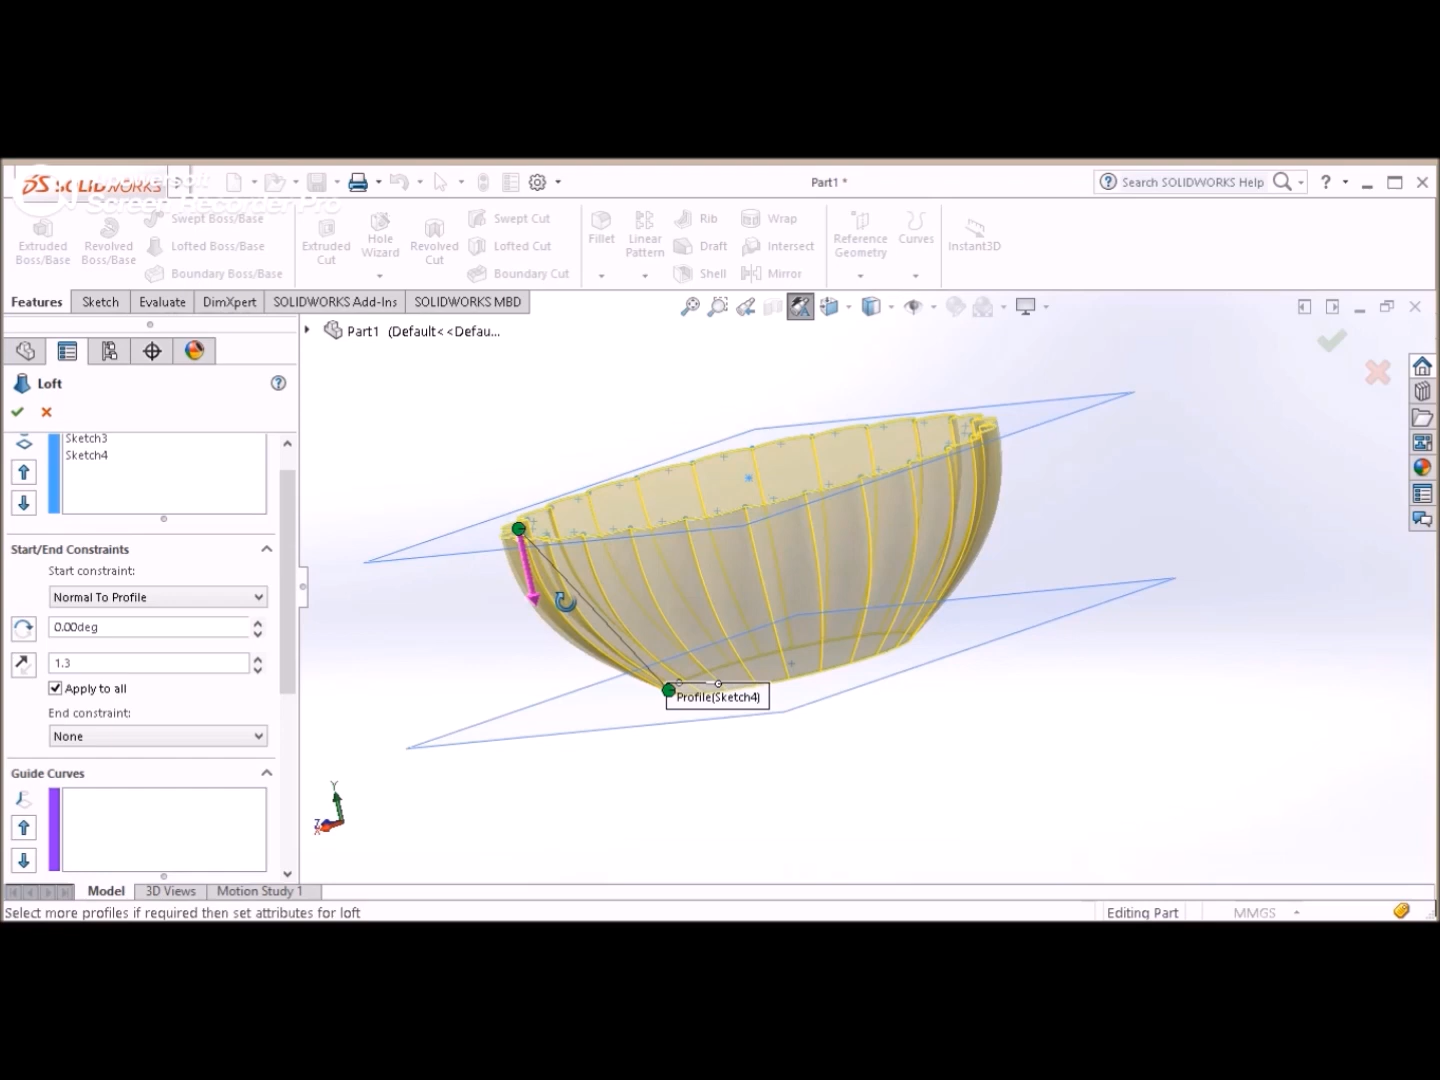 SOLIDWORKS
Screen Recorder Pro
Part1 *
Search SOLIDWORKS Help
?
Extruded Boss/Base
Revolved Boss/Base
Swept Boss/Base
Lofted Boss/Base
Boundary Boss/Base
Extruded Cut
Hole Wizard
Revolved Cut
Swept Cut
Lofted Cut
Boundary Cut
Fillet
Linear Pattern
Rib
Draft
Shell
Wrap
Intersect
Mirror
Reference Geometry
Curves
Instant3D
Features
Sketch
Evaluate
DimXpert
SOLIDWORKS Add-Ins
SOLIDWORKS MBD
Part1 (Default< <Defau...
Loft
?
Sketch3
Sketch4
Start/End Constraints
Start constraint:
Normal To Profile
0.00deg
1.3
Apply to all
End constraint:
None
Guide Curves
Profile(Sketch4)
Y
Z
X
Model
3D Views
Motion Study 1
Select more profiles if required then set attributes for loft
Editing Part
MMGS